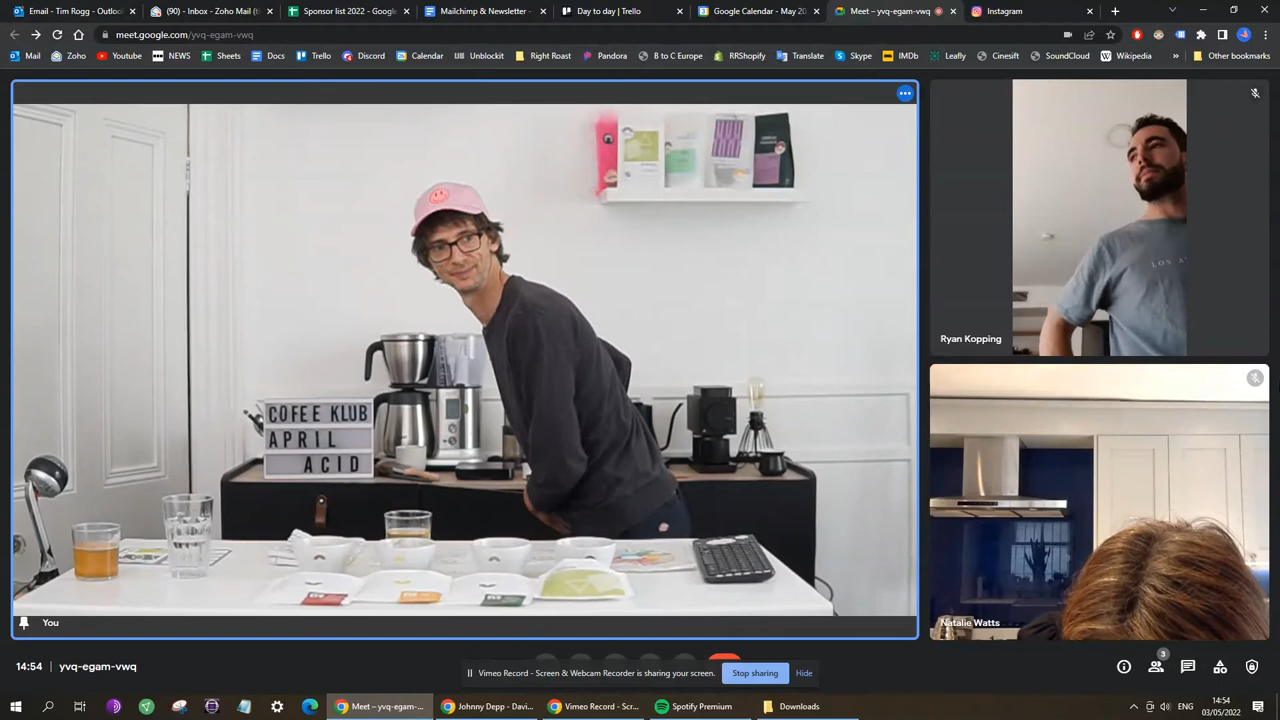 Email - Tim Rogg - Outloo
(90) - Inbox - Zoho Mail (t
Sponsor list 2022 - Google
Mailchimp & Newsletter -
Day to day | Trello
Google Calendar - May 20
Meet – yvq-egam-vwq
Instagram
meet.google.com/yvq-egam-vwq
Mail
Zoho
Youtube
NEWS
Sheets
Docs
Trello
Discord
Calendar
Unblockit
Right Roast
Pandora
B to C Europe
RRShopify
Translate
Skype
IMDb
Leafly
Cinesift
SoundCloud
Wikipedia
Other bookmarks
LOS A
Ryan Kopping
COFEE KLUB
APRIL
ACID
You
Natalie Watts
14:54
yvq-egam-vwq
3
Vimeo Record - Screen & Webcam Recorder is sharing your screen.
Stop sharing
Hide
Meet – yvq-egam-...
Johnny Depp - Davi...
Vimeo Record - Scr...
Spotify Premium
Downloads
ENG
14:54
03/05/2022